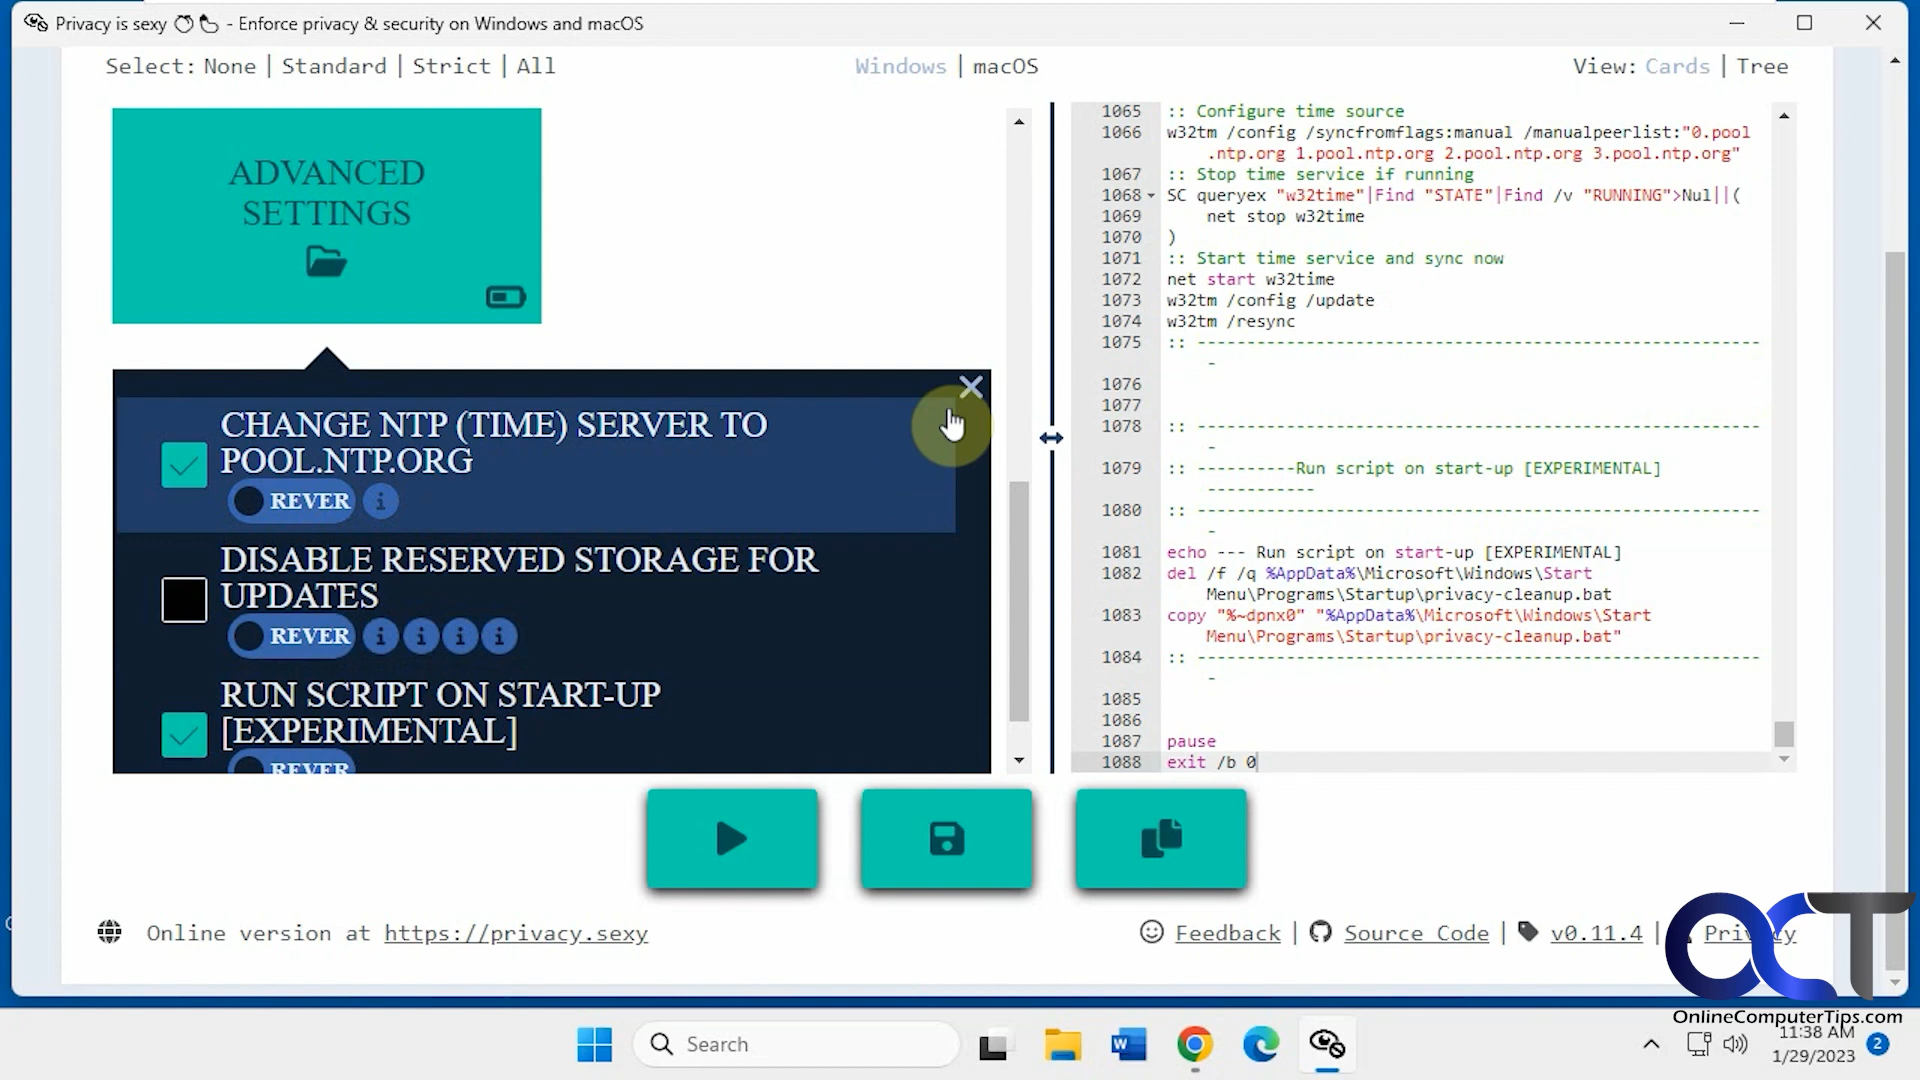 Privacy is sexy 🍑🍆 - Enforce privacy & security on Windows and macOS
Select: None | Standard | Strict | All
Windows | macOS
View: Cards | Tree
ADVANCED
SETTINGS
CHANGE NTP (TIME) SERVER TO
POOL.NTP.ORG
REVER
DISABLE RESERVED STORAGE FOR
UPDATES
REVER
RUN SCRIPT ON START-UP
[EXPERIMENTAL]
REVER
1065 :: Configure time source
1066 w32tm /config /syncfromflags:manual /manualpeerlist:"0.pool
.ntp.org 1.pool.ntp.org 2.pool.ntp.org 3.pool.ntp.org"
1067 :: Stop time service if running
1068 SC queryex "w32time"|Find "STATE"|Find /v "RUNNING">Nul||(
1069 net stop w32time
1070 )
1071 :: Start time service and sync now
1072 net start w32time
1073 w32tm /config /update
1074 w32tm /resync
1075 :: ---------------------------------------------------------
-
1076
1077
1078 :: ---------------------------------------------------------
-
1079 :: ----------Run script on start-up [EXPERIMENTAL]
-----------
1080 :: ---------------------------------------------------------
-
1081 echo --- Run script on start-up [EXPERIMENTAL]
1082 del /f /q %AppData%\Microsoft\Windows\Start
Menu\Programs\Startup\privacy-cleanup.bat
1083 copy "%~dpnx0" "%AppData%\Microsoft\Windows\Start
Menu\Programs\Startup\privacy-cleanup.bat"
1084 :: ---------------------------------------------------------
-
1085
1086
1087 pause
1088 exit /b 0
Online version at https://privacy.sexy
Feedback | Source Code | v0.11.4 | Privacy
OCT
OnlineComputerTips.com
Search
11:38 AM
1/29/2023
2